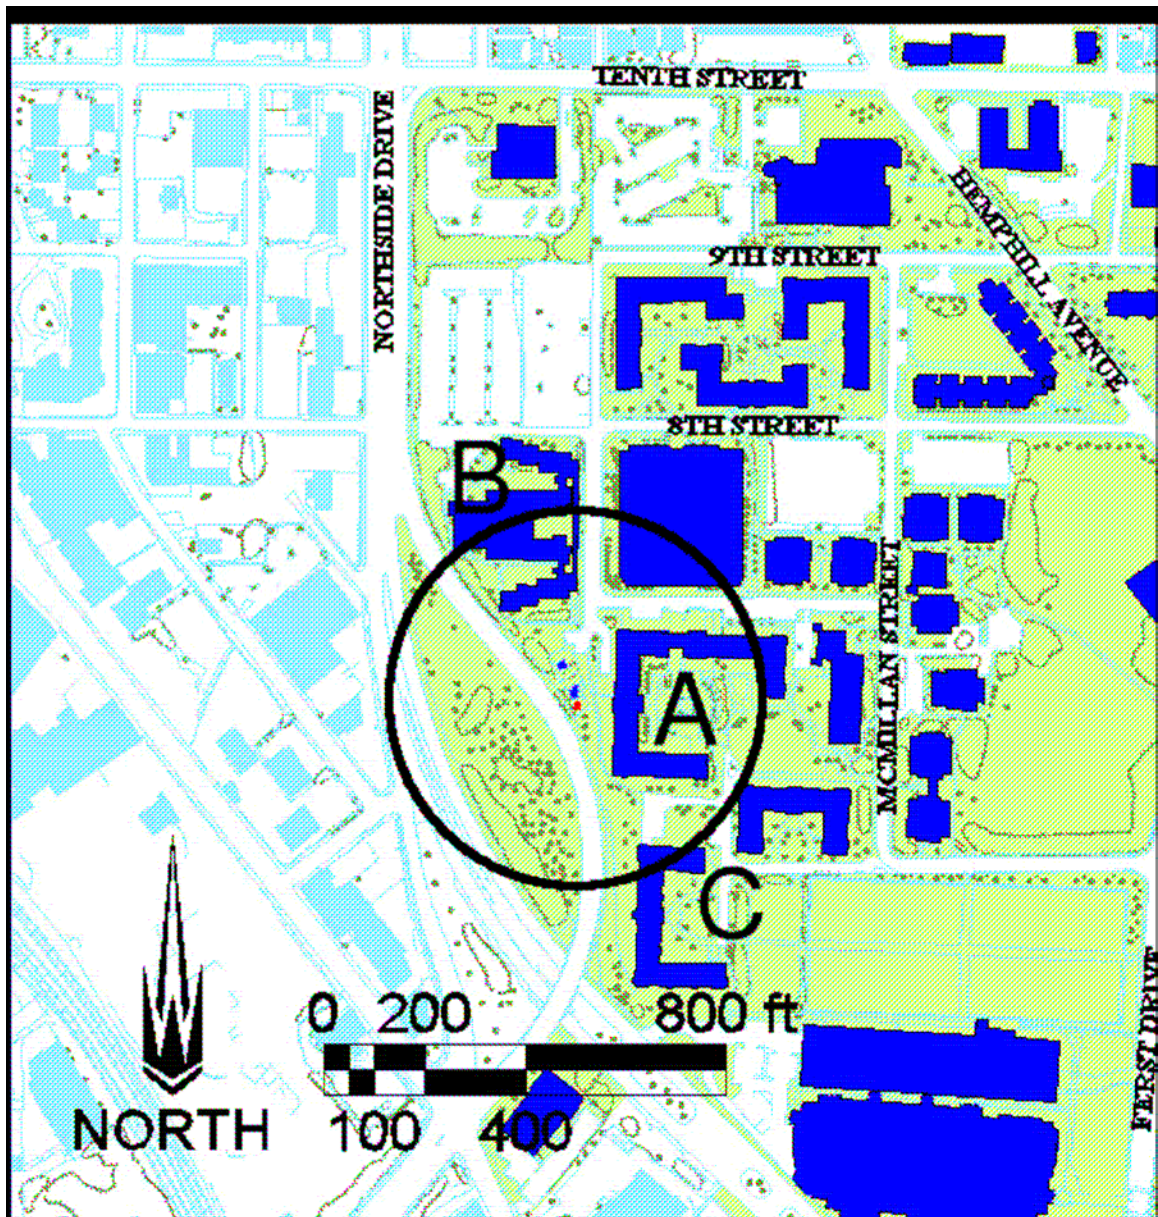 TENTH STREET
NORTHSIDE DRIVE
HEMPHILL AVENUE
9TH STREET
8TH STREET
B
MCMILLAN STREET
A
C
FERST DRIVE
0 200 800 ft
100 400
NORTH